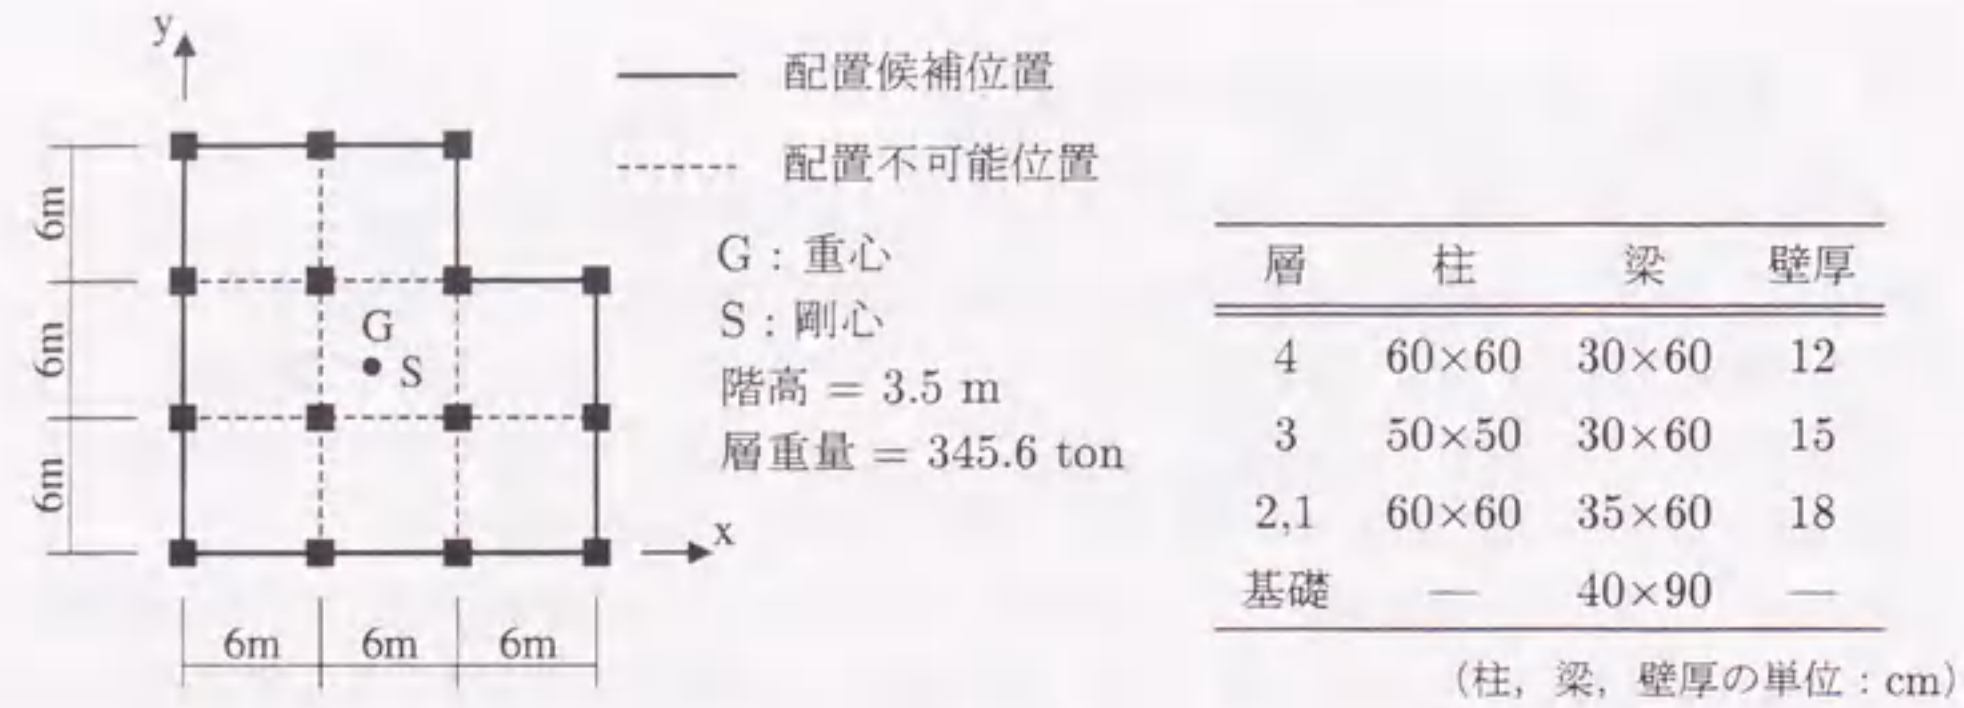 y
配置候補位置
配置不可能位置
G：重心
S：剛心
階高 = 3.5 m
層重量 = 345.6 ton
6m
6m
6m
G
S
x
6m 6m 6m
層 柱 梁 壁厚
4 60×60 30×60 12
3 50×50 30×60 15
2,1 60×60 35×60 18
基礎 — 40×90 —
(柱, 梁, 壁厚の単位：cm)